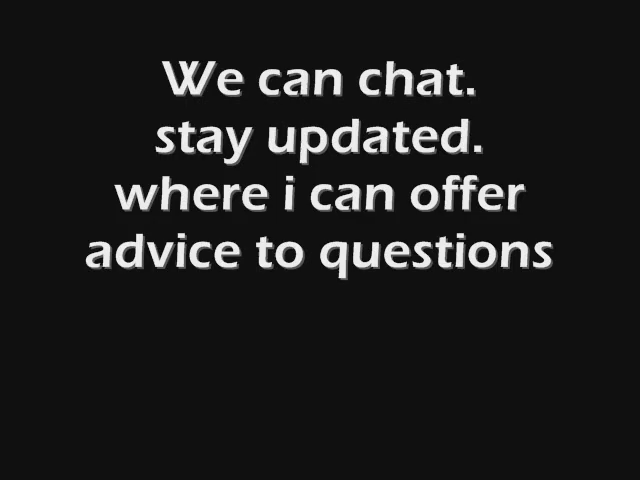 We can chat.
stay updated.
where i can offer
advice to questions